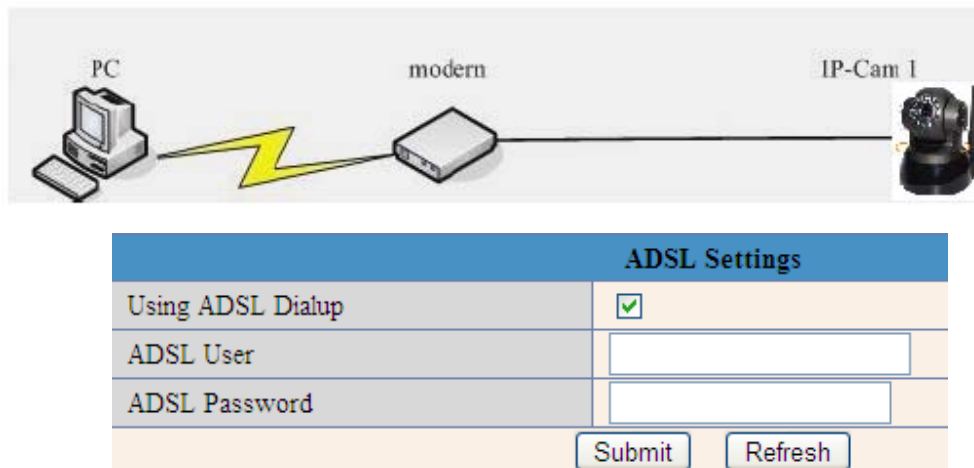 PC modern IP-Cam 1
ADSL Settings
Using ADSL Dialup
ADSL User
ADSL Password
Submit Refresh